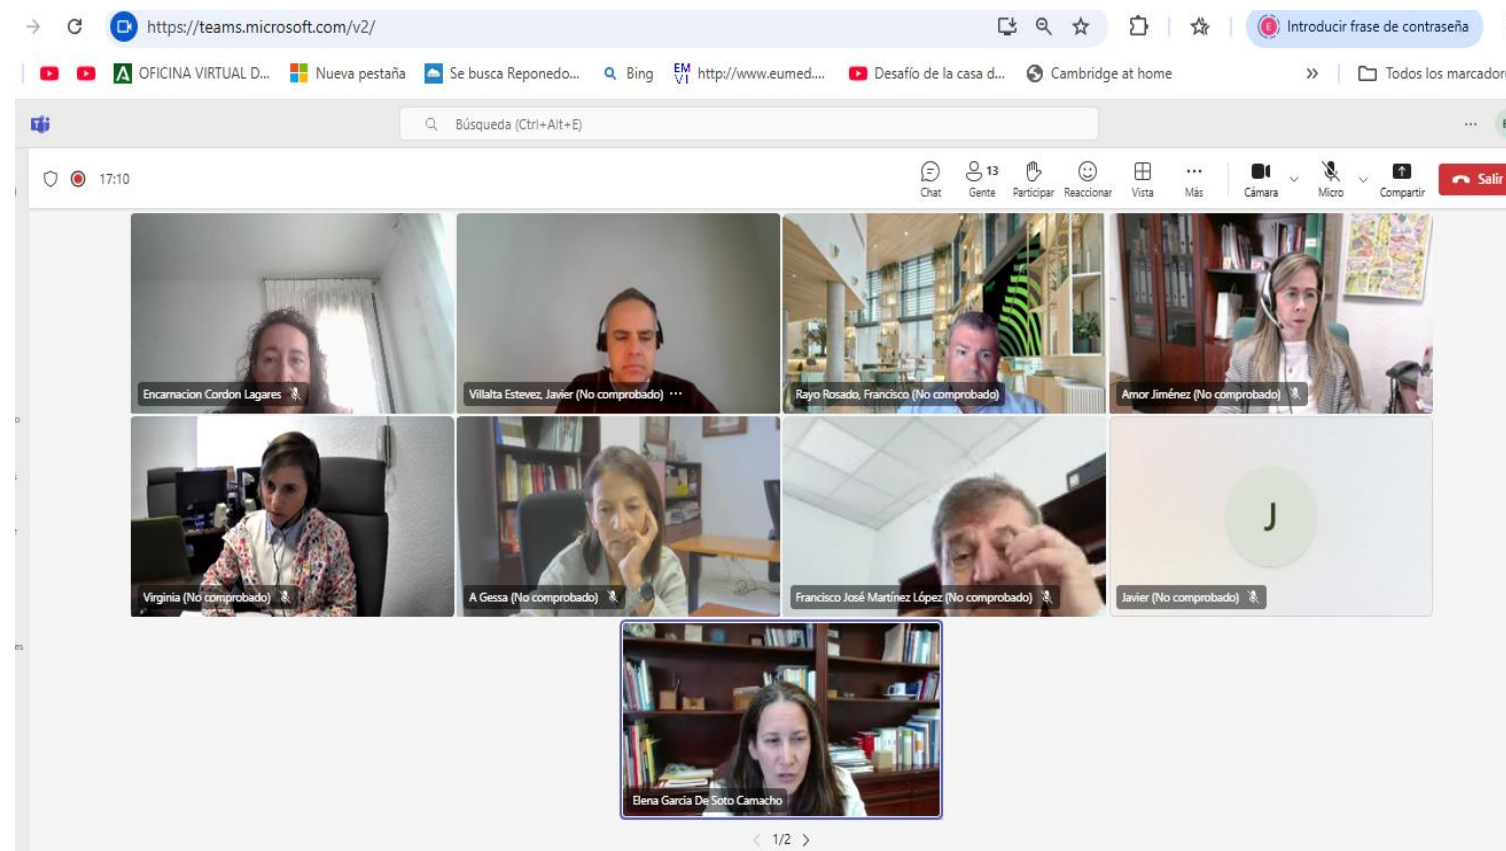 https://teams.microsoft.com/v2/
Introducir frase de contraseña
OFICINA VIRTUAL D...
Nueva pestaña
Se busca Reponedo...
Bing
http://www.eumed....
Desafío de la casa d...
Cambridge at home
Todos los marcador
Búsqueda (Ctrl+Alt+E)
17:10
Chat
13
Gente
Participar
Reaccionar
Vista
Más
Cámara
Micro
Compartir
Salir
Encarnacion Cordon Lagares
Villalta Estevez, Javier (No comprobado)
Rayo Rosado, Francisco (No comprobado)
Amor Jiménez (No comprobado)
Virginia (No comprobado)
A Gessa (No comprobado)
Francisco José Martínez López (No comprobado)
J
Javier (No comprobado)
Elena Garcia De Soto Camacho
1/2